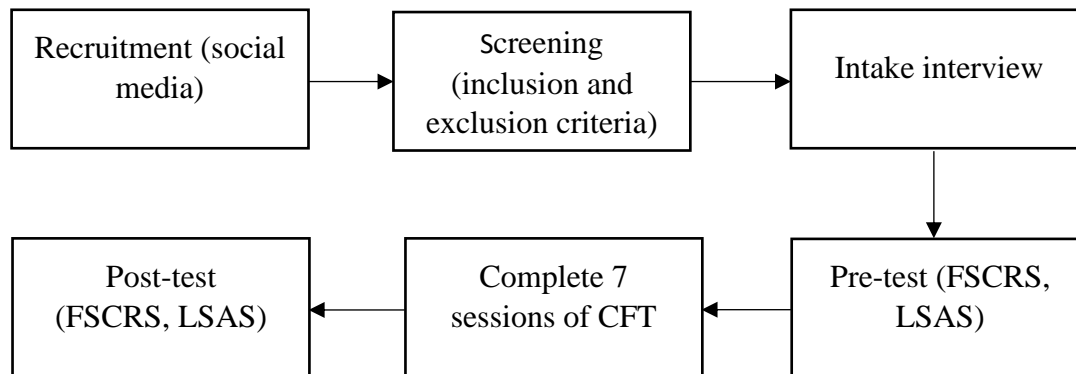 Recruitment (social
media)
Screening
(inclusion and
exclusion criteria)
Intake interview
Pre-test (FSCRS,
LSAS)
Complete 7
sessions of CFT
Post-test
(FSCRS, LSAS)